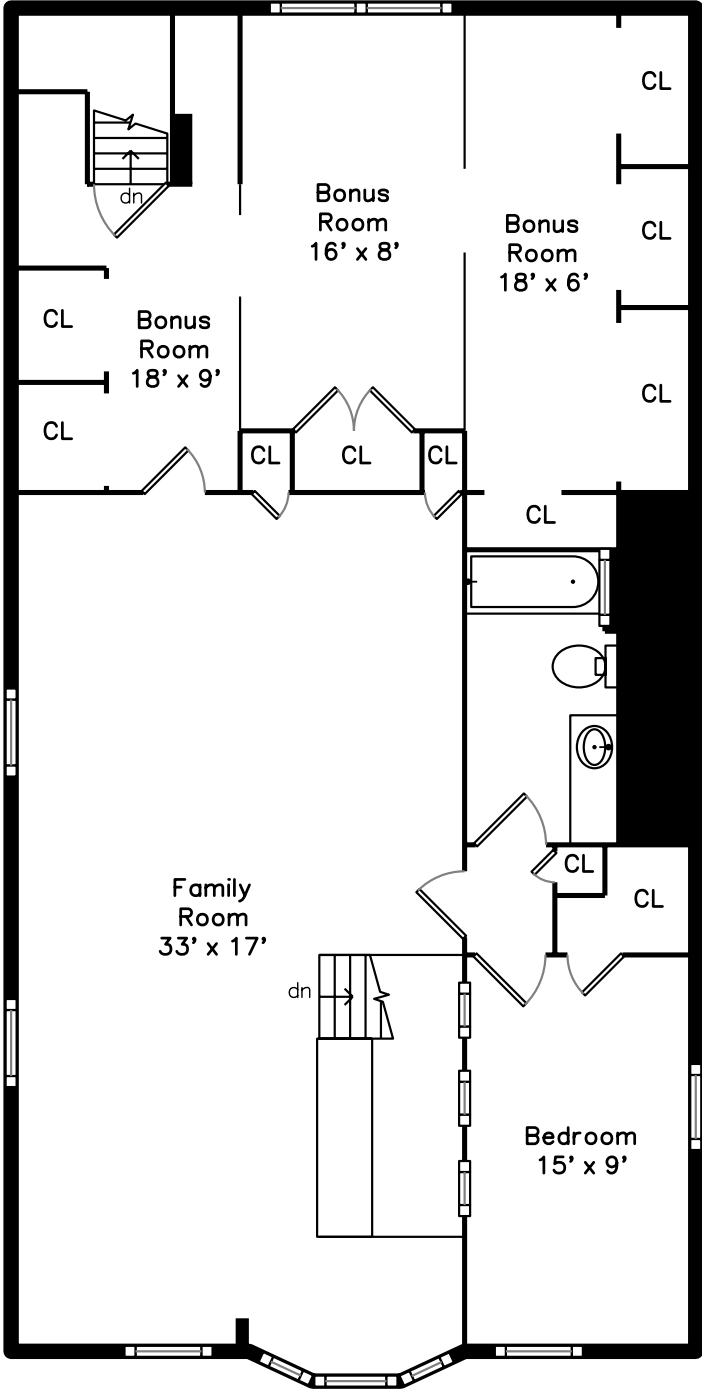 CL
dn
Bonus
Room
16' x 8'
Bonus
Room
18' x 6'
CL
CL
Bonus
Room
18' x 9'
CL
CL
CL
CL
CL
CL
CL
Family
Room
33' x 17'
CL
CL
dn
Bedroom
15' x 9'